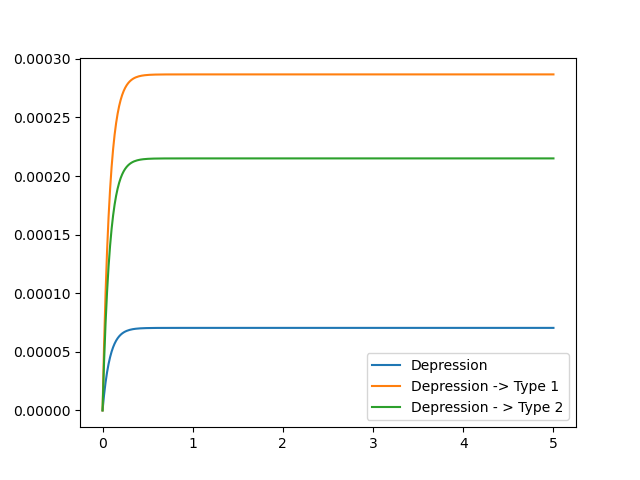 0.00030
0.00025
0.00020
0.00015
0.00010
0.00005
0.00000
0 1 2 3 4 5
Depression
Depression -> Type 1
Depression - > Type 2